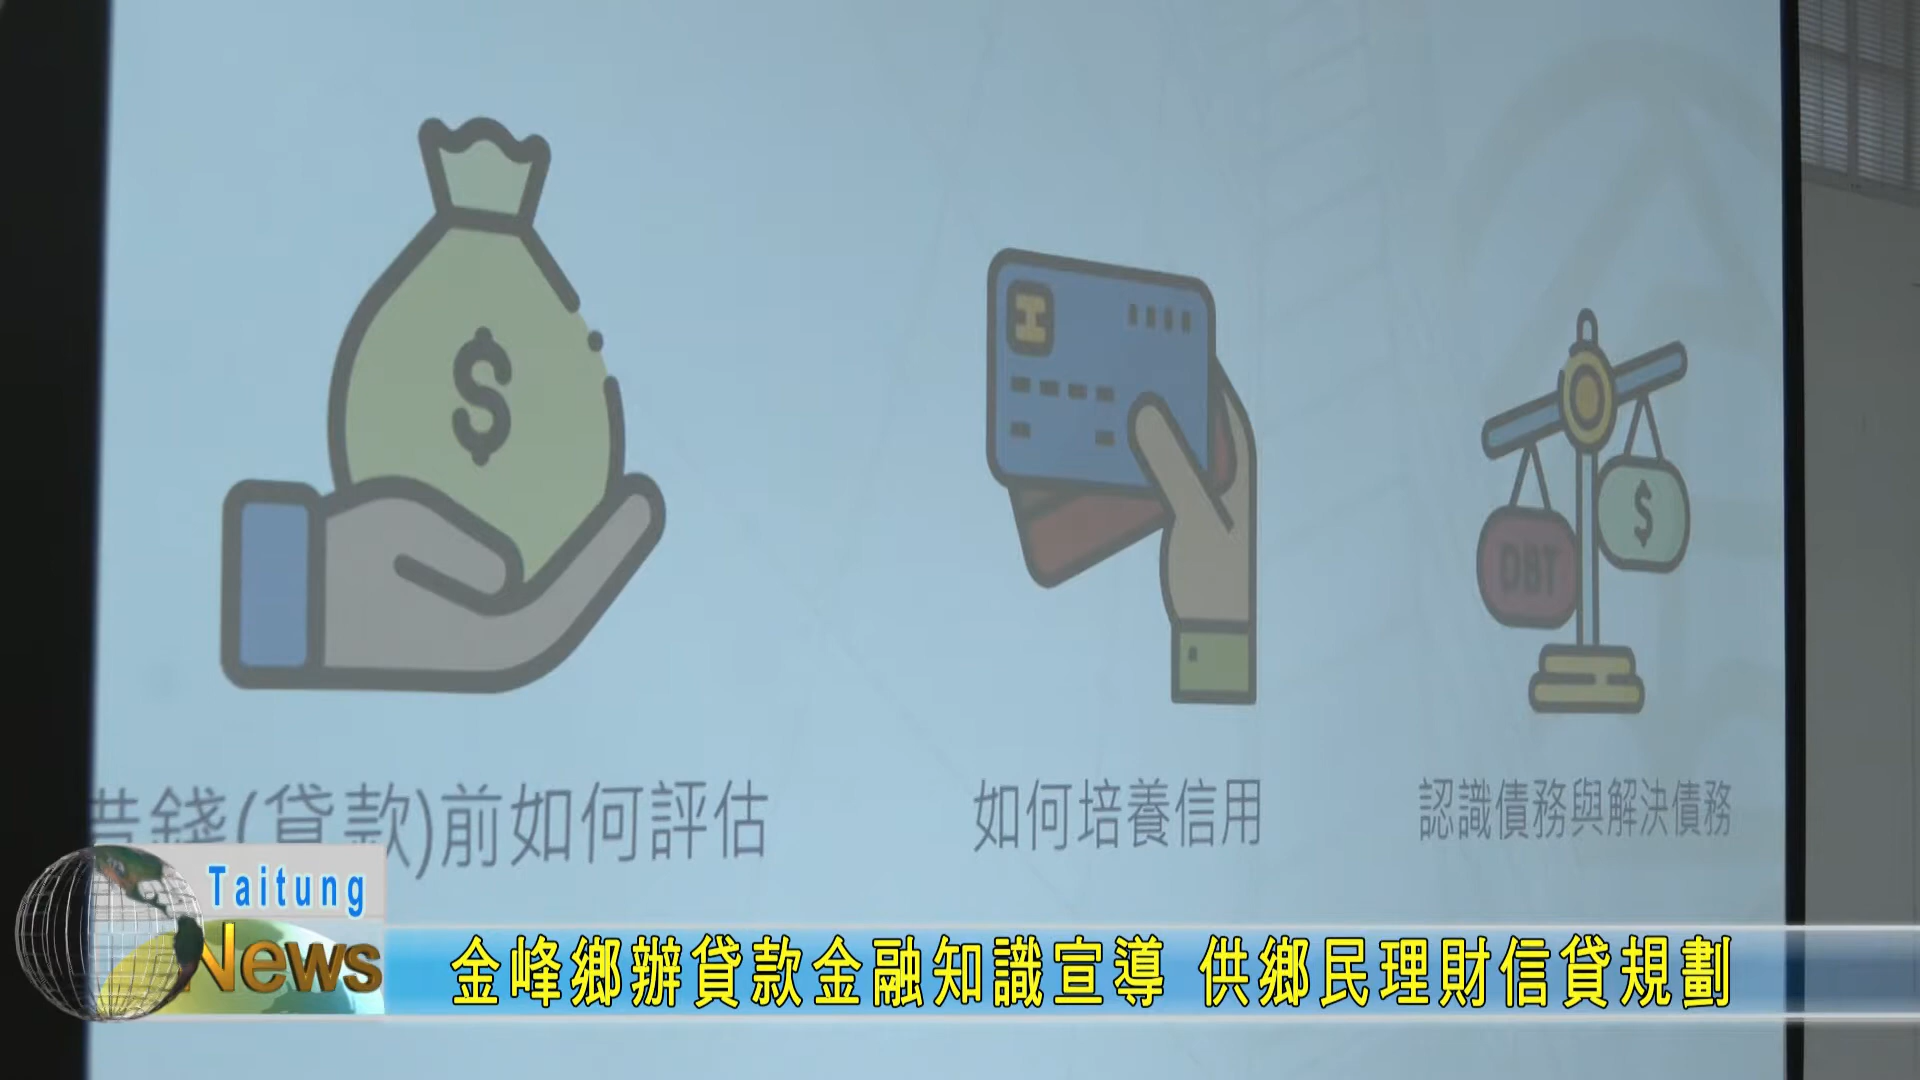 $
$
DBT
借錢(貸款)前如何評估
如何培養信用
認識債務與解決債務
Taitung
News
金峰鄉辦貸款金融知識宣導 供鄉民理財信貸規劃